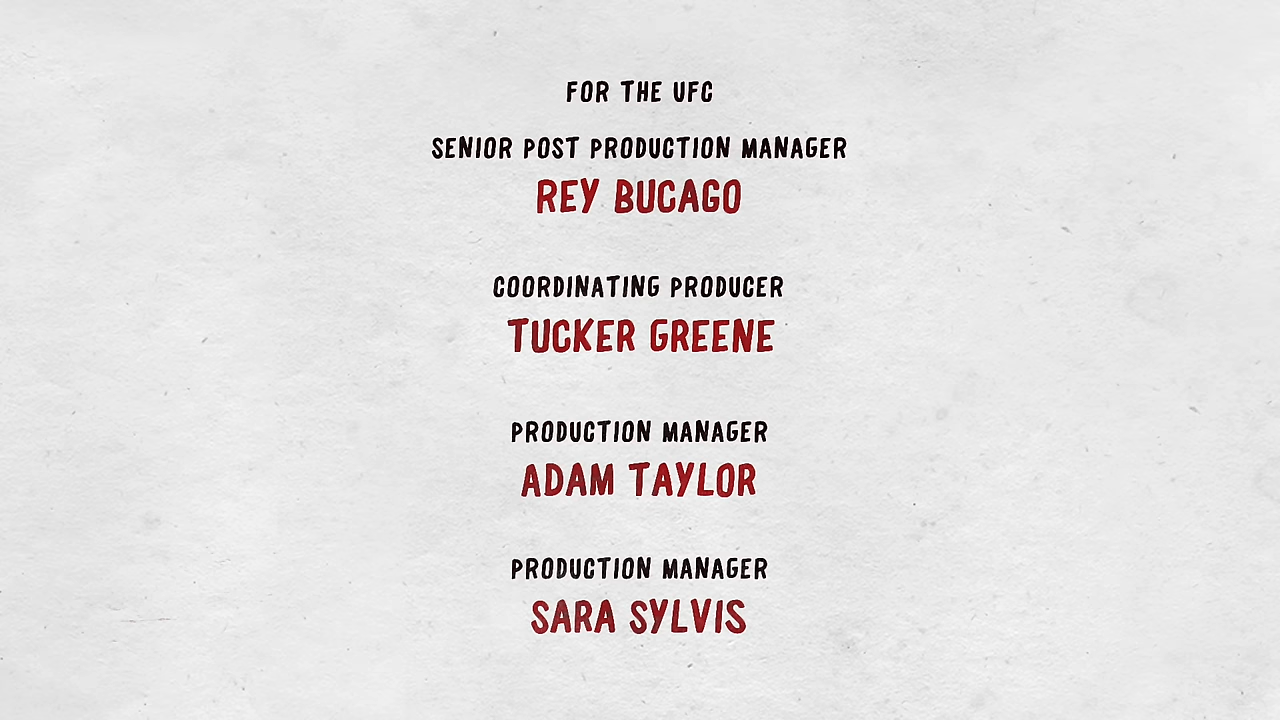 FOR THE UFC
SENIOR POST PRODUCTION MANAGER
REY BUCAGO
COORDINATING PRODUCER
TUCKER GREENE
PRODUCTION MANAGER
ADAM TAYLOR
PRODUCTION MANAGER
SARA SYLVIS